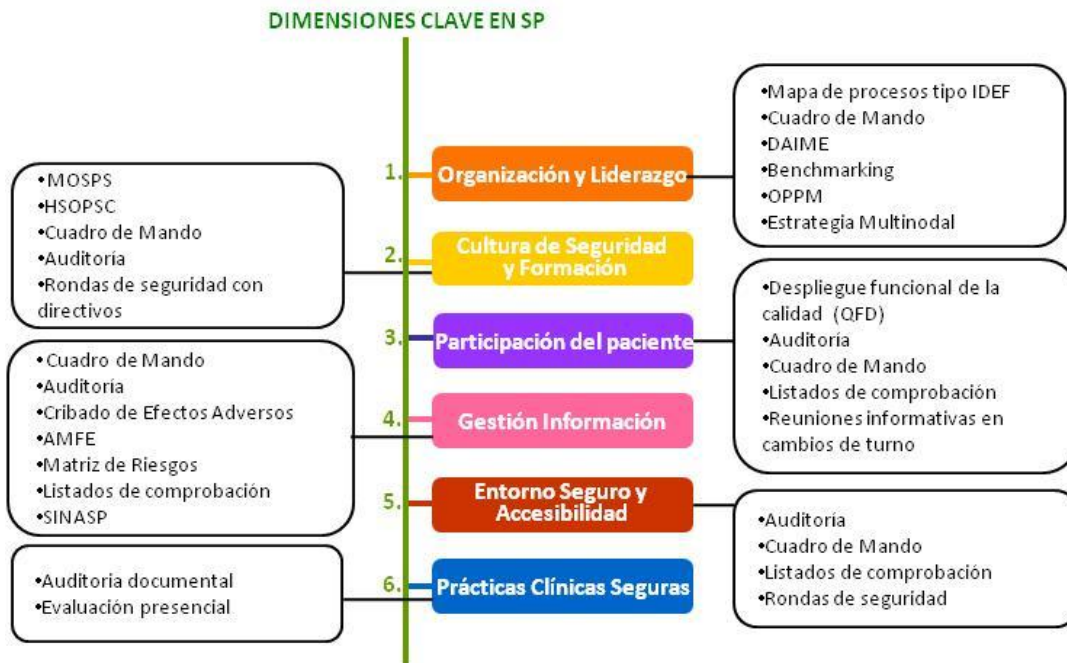 DIMENSIONES CLAVE EN SP
1.
Organización y Liderazgo
•Mapa de procesos tipo IDEF
•Cuadro de Mando
•DAIME
•Benchmarking
•OPPM
•Estrategia Multinodal
2.
Cultura de Seguridad
y Formación
•MOSPS
•HSOPSC
•Cuadro de Mando
•Auditoría
•Rondas de seguridad con
directivos
3.
Participación del paciente
•Despliegue funcional de la
calidad (QFD)
•Auditoría
•Cuadro de Mando
•Listados de comprobación
•Reuniones informativas en
cambios de turno
4.
Gestión Información
•Cuadro de Mando
•Auditoría
•Cribado de Efectos Adversos
•AMFE
•Matriz de Riesgos
•Listados de comprobación
•SINASP
5.
Entorno Seguro y
Accesibilidad
•Auditoría
•Cuadro de Mando
•Listados de comprobación
•Rondas de seguridad
6.
Prácticas Clínicas Seguras
•Auditoría documental
•Evaluación presencial